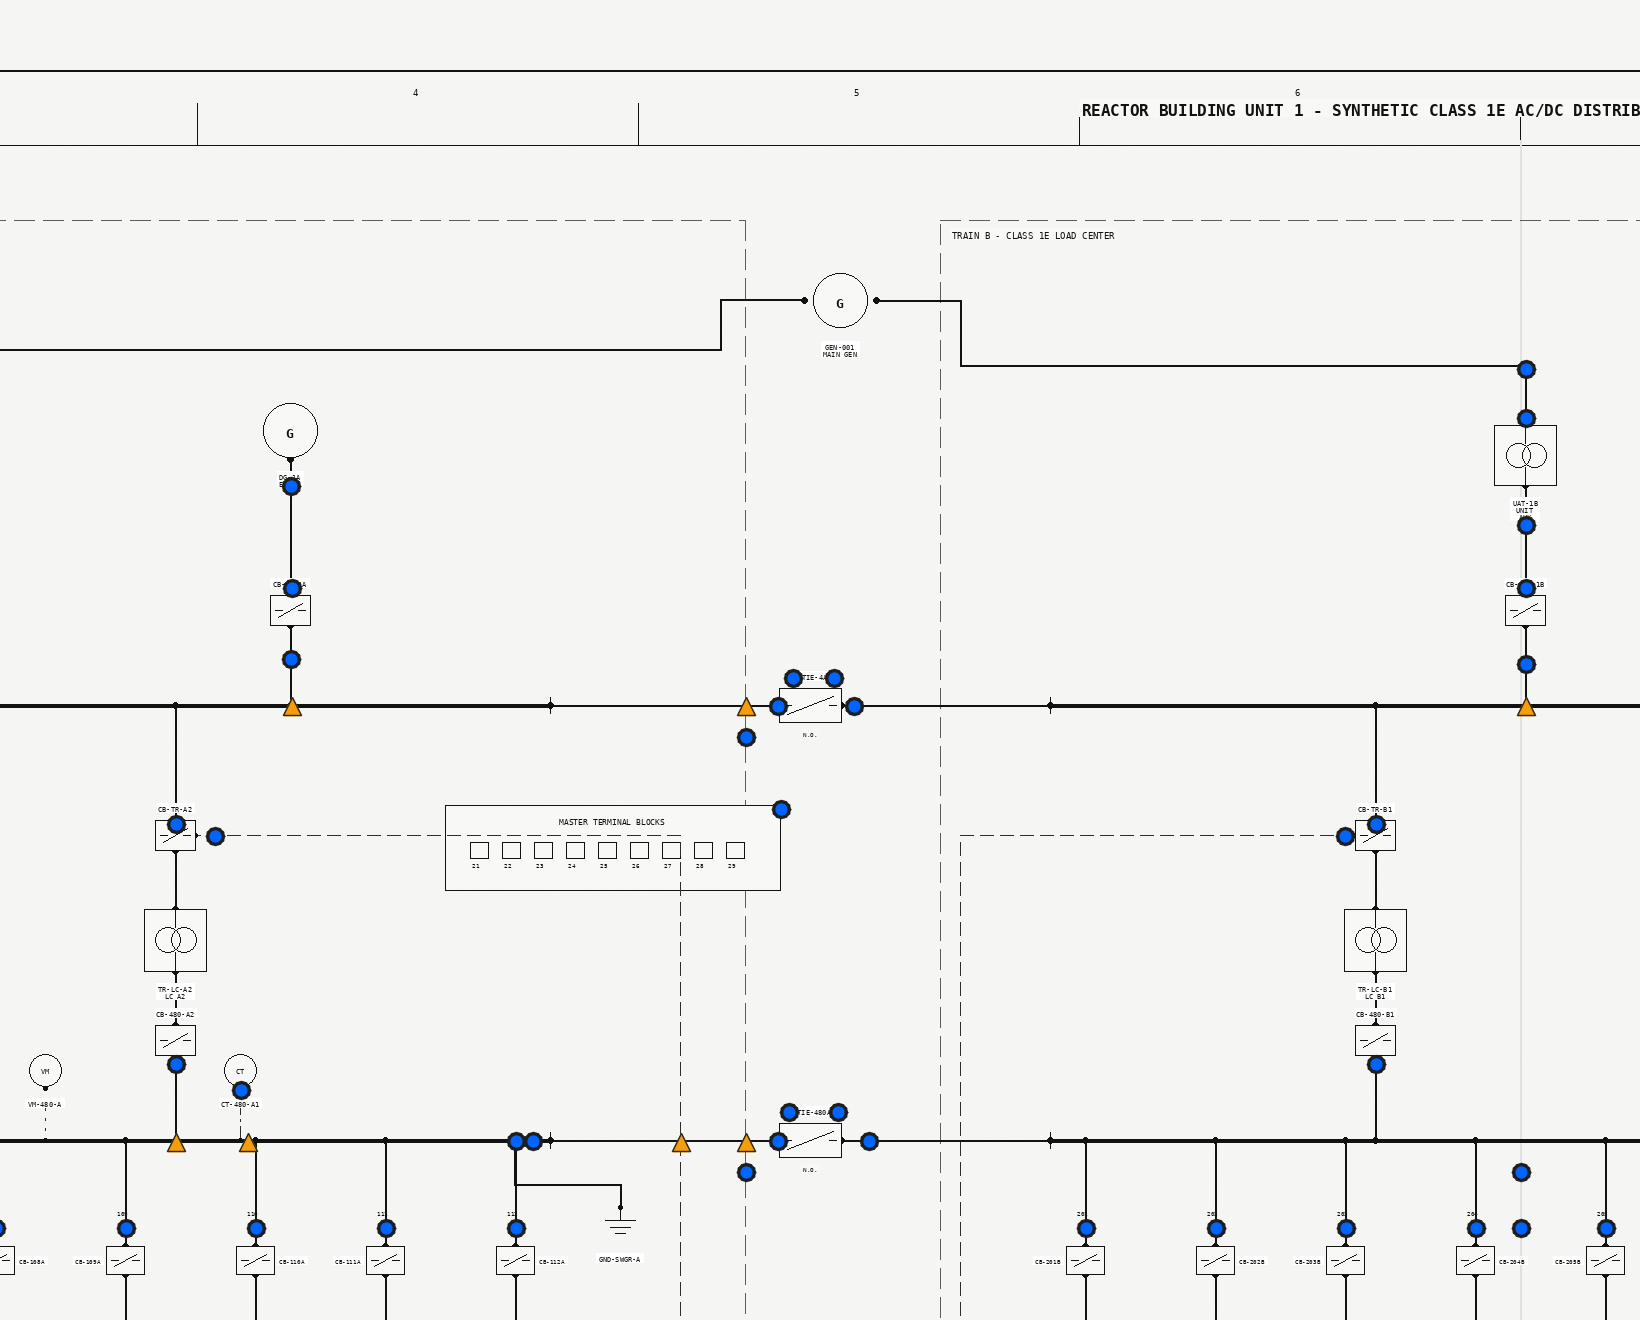 4
5
6
REACTOR BUILDING UNIT 1 - SYNTHETIC CLASS 1E AC/DC DISTRIB
TRAIN B - CLASS 1E LOAD CENTER
G
GEN-001
MAIN GEN
G
UAT-1B
UNIT
N.O.
CB-TR-A2
CB-TR-B1
MASTER TERMINAL BLOCKS
21 22 23 24 25 26 27 28 29
TR-LC-A2
LC A2
TR-LC-B1
LC B1
CB-480-A2
CB-480-B1
VM
CT
VM-480-A
CT-480-A1
N.O.
GND-SWGR-A
CB-108A
CB-109A
CB-110A
CB-111A
CB-112A
CB-201B
CB-202B
CB-203B
CB-204B
CB-205B